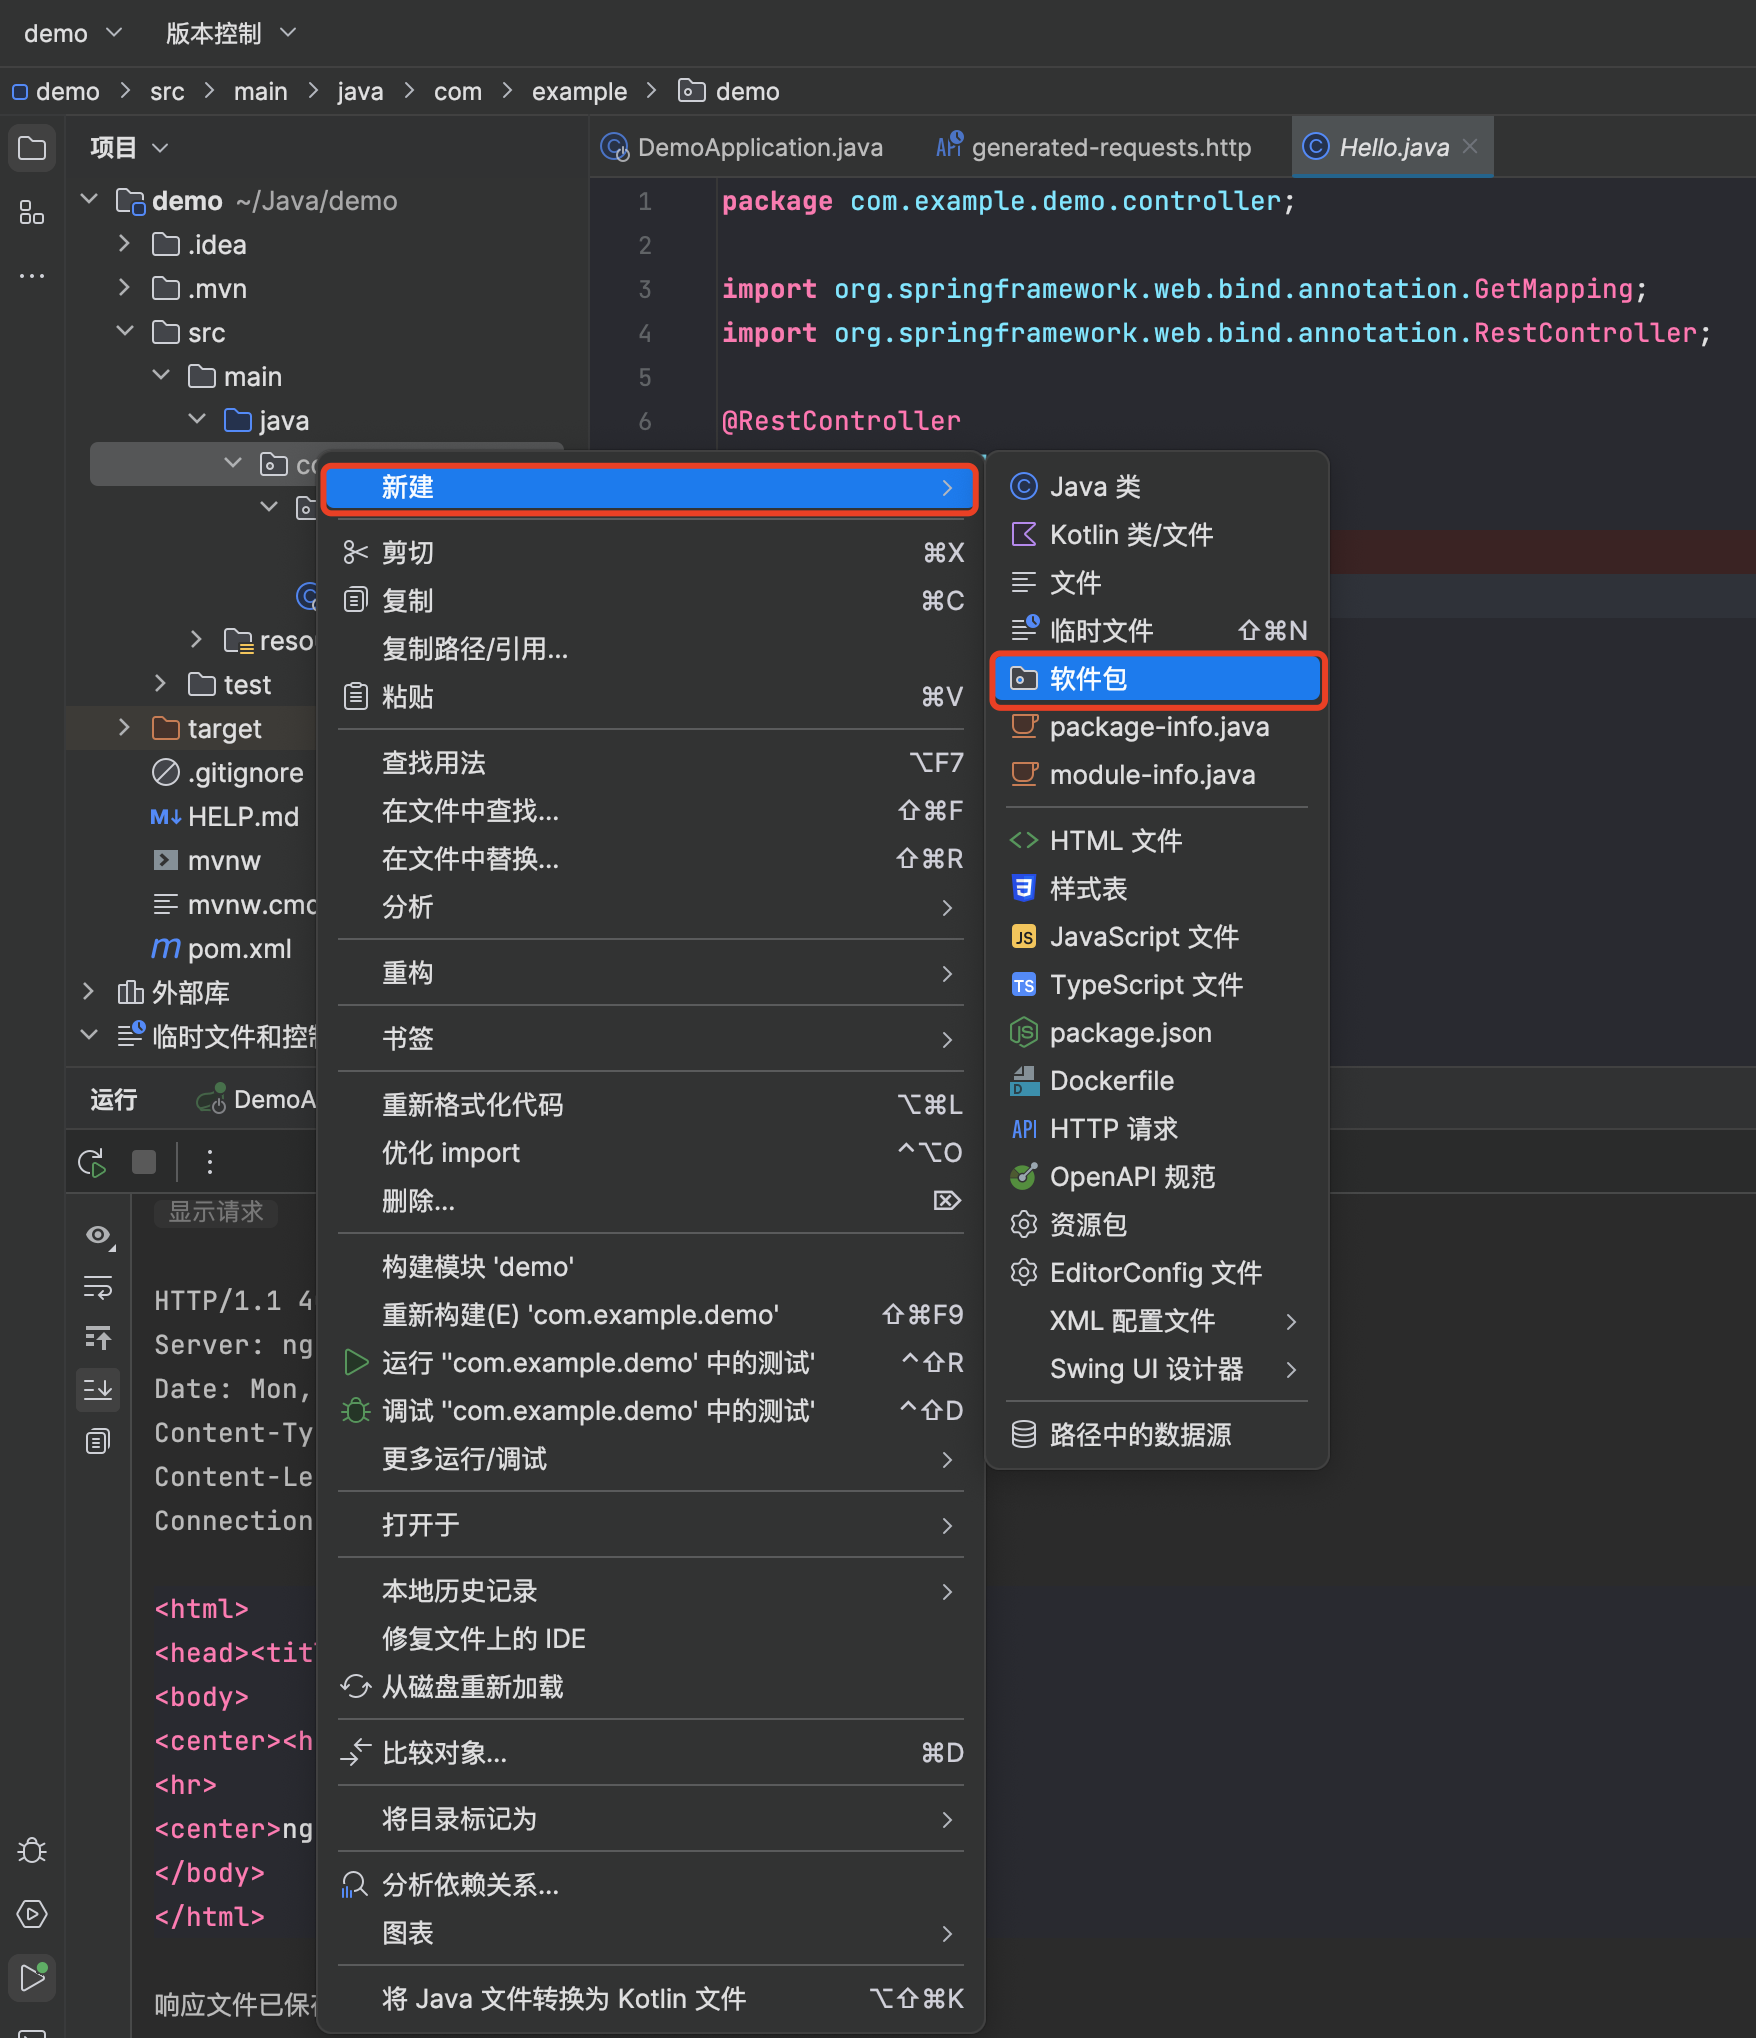 demo 版本控制
demo src main java com example demo
项目
demo ~/Java/demo
.idea
.mvn
src
main
java
reso
test
target
.gitignore
HELP.md
mvnw
mvnw.cmd
pom.xml
外部库
临时文件和控制
DemoApplication.java generated-requests.http Hello.java
1 package com.example.demo.controller;
2
3 import org.springframework.web.bind.annotation.GetMapping;
4 import org.springframework.web.bind.annotation.RestController;
5
6 @RestController
新建
剪切 ⌘X
复制 ⌘C
复制路径/引用...
粘贴 ⌘V
查找用法 ⌥F7
在文件中查找... ⇧⌘F
在文件中替换... ⇧⌘R
分析
重构
书签
重新格式化代码 ⌥⌘L
优化 import ^⌥O
删除... ⌦
构建模块 'demo'
重新构建(E) 'com.example.demo' ⇧⌘F9
运行 ''com.example.demo' 中的测试' ^⇧R
调试 ''com.example.demo' 中的测试' ^⇧D
更多运行/调试
打开于
本地历史记录
修复文件上的 IDE
从磁盘重新加载
比较对象... ⌘D
将目录标记为
分析依赖关系...
图表
将 Java 文件转换为 Kotlin 文件 ⌥⇧⌘K
Java 类
Kotlin 类/文件
文件
临时文件 ⇧⌘N
软件包
package-info.java
module-info.java
HTML 文件
样式表
JavaScript 文件
TypeScript 文件
package.json
Dockerfile
HTTP 请求
OpenAPI 规范
资源包
EditorConfig 文件
XML 配置文件
Swing UI 设计器
路径中的数据源
运行 DemoA
显示请求
HTTP/1.1 4
Server: ng
Date: Mon,
Content-Ty
Content-Le
Connection
<html>
<head><tit
<body>
<center><h
<hr>
<center>ng
</body>
</html>
响应文件已保